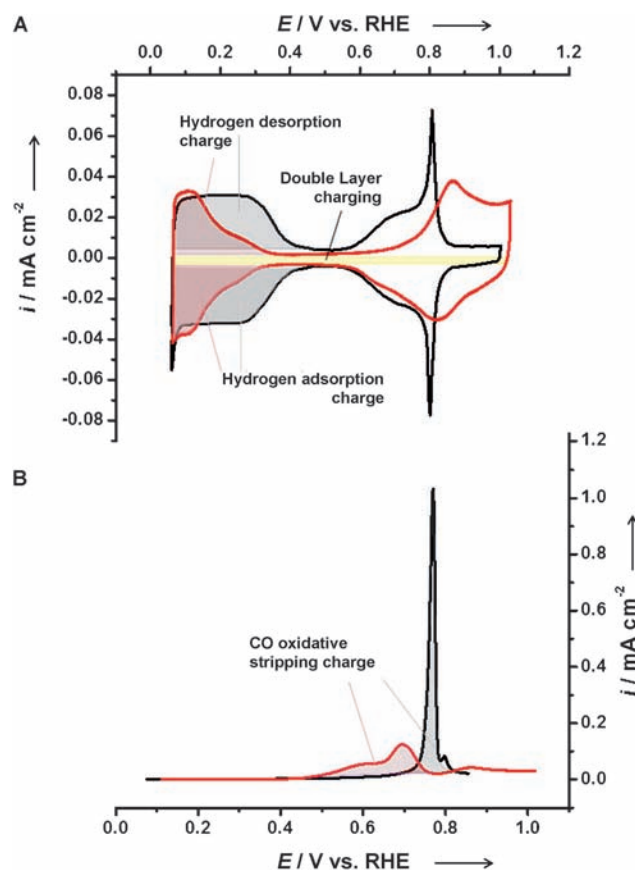 A
E / V vs. RHE
0.0 0.2 0.4 0.6 0.8 1.0 1.2
0.08
0.06
0.04
0.02
0.00
-0.02
-0.04
-0.06
-0.08
i / mA cm⁻²
Hydrogen desorption
charge
Double Layer
charging
Hydrogen adsorption
charge
B
1.2
1.0
0.8
0.6
0.4
0.2
0.0
i / mA cm⁻²
CO oxidative
stripping charge
0.0 0.2 0.4 0.6 0.8 1.0
E / V vs. RHE